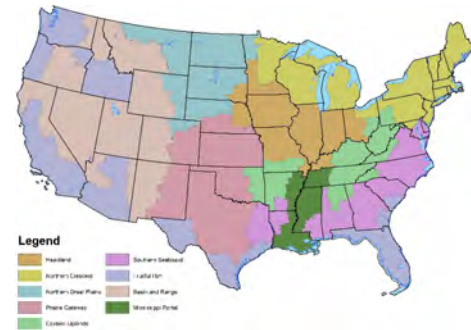 Legend
Heartland
Northern Crescent
Northern Great Plains
Prairie Gateway
Eastern Uplands
Southern Seaboard
Fruitful Rim
Basin and Range
Mississippi Portal